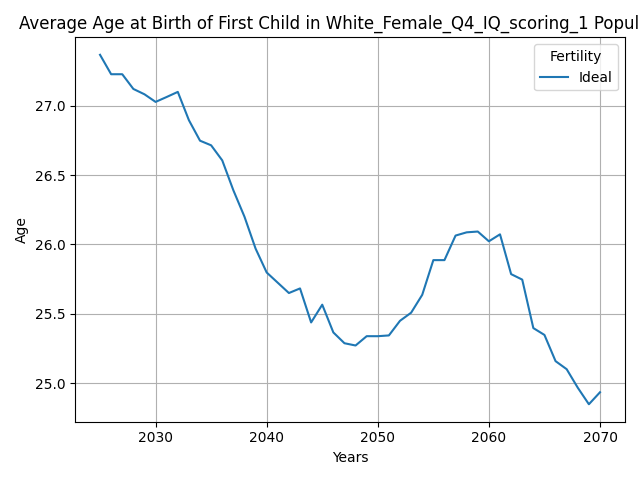 Average Age at Birth of First Child in White_Female_Q4_IQ_scoring_1 Popul
Fertility
Ideal
27.0
26.5
26.0
25.5
25.0
Age
2030 2040 2050 2060 2070
Years